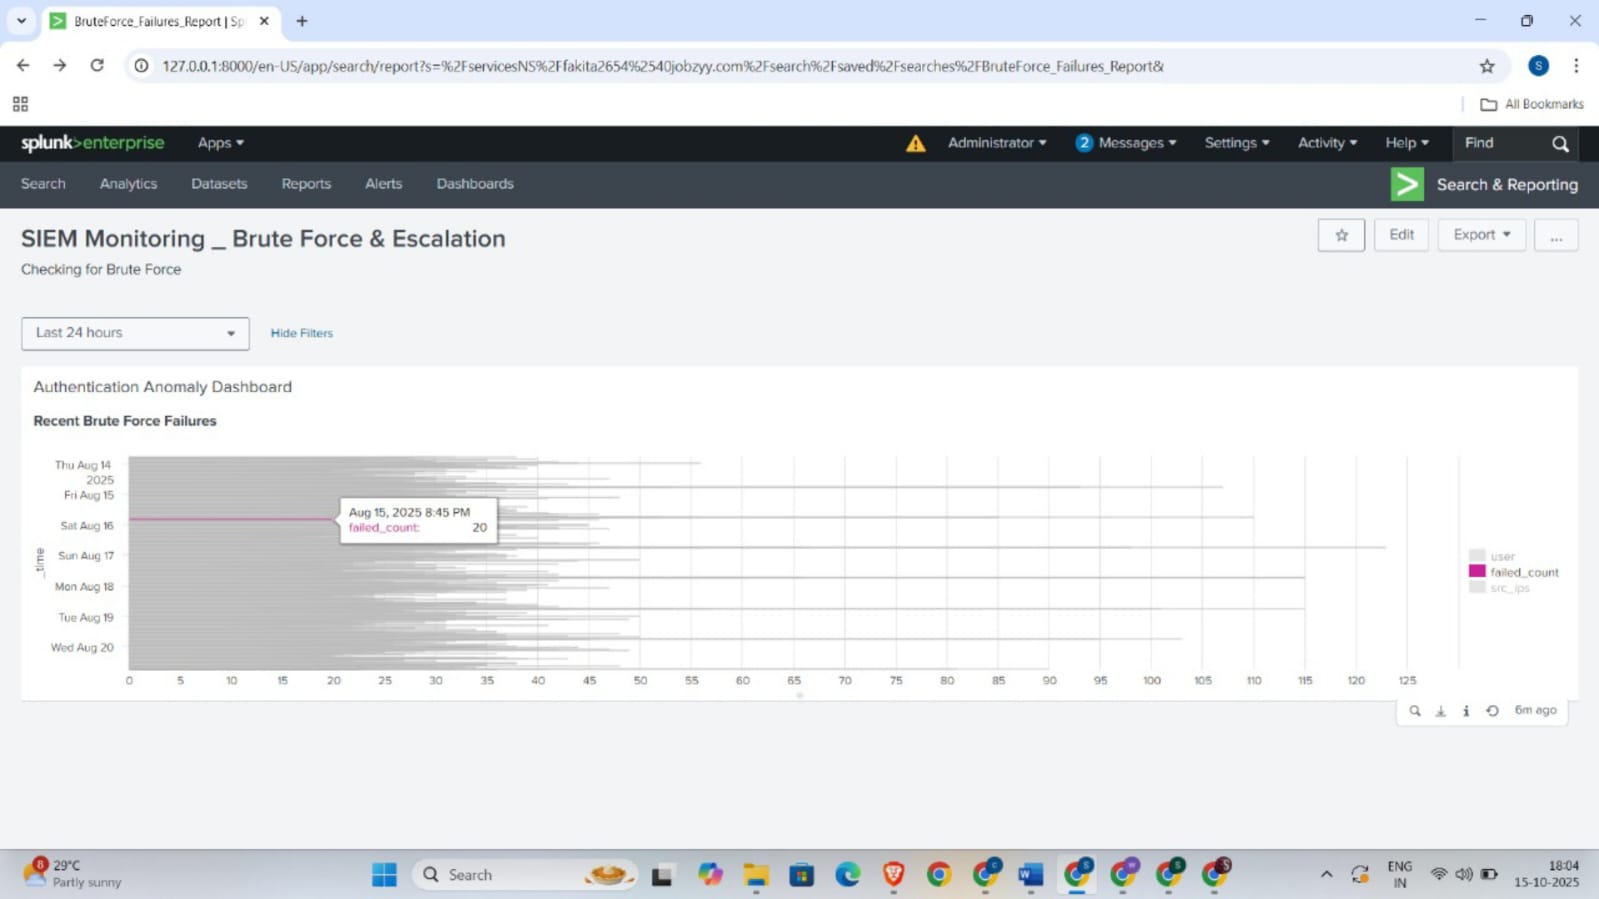 BruteForce_Failures_Report | Sp
127.0.0.1:8000/en-US/app/search/report?s=%2FservicesNS%2Ffakita2654%2540jobzyy.com%2Fsearch%2Fsaved%2Fsearches%2FBruteForce_Failures_Report&
S
All Bookmarks
splunk>enterprise Apps Administrator 2 Messages Settings Activity Help Find
Search Analytics Datasets Reports Alerts Dashboards Search & Reporting
SIEM Monitoring _ Brute Force & Escalation
Edit Export ...
Checking for Brute Force
Last 24 hours Hide Filters
Authentication Anomaly Dashboard
Recent Brute Force Failures
Thu Aug 14
2025
Fri Aug 15
Sat Aug 16
Sun Aug 17
Mon Aug 18
Tue Aug 19
Wed Aug 20
_time
Aug 15, 2025 8:45 PM
failed_count: 20
user
failed_count
src_ips
0 5 10 15 20 25 30 35 40 45 50 55 60 65 70 75 80 85 90 95 100 105 110 115 120 125
6m ago
8
29°C
Partly sunny
Search
ENG
IN
18:04
15-10-2025